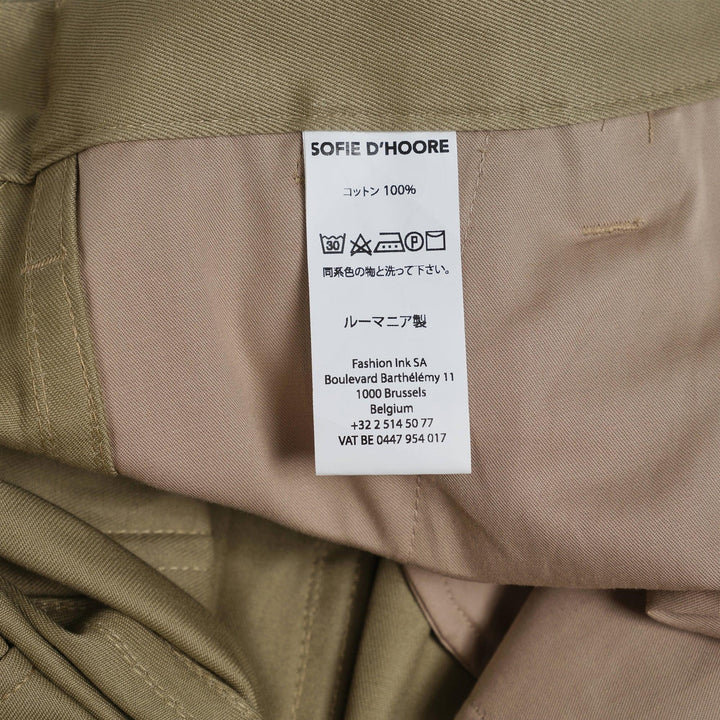 SOFIE D'HOORE
コットン 100%
30 P
同系色の物と洗って下さい。
ルーマニア製
Fashion Ink SA
Boulevard Barthélémy 11
1000 Brussels
Belgium
+32 2 514 50 77
VAT BE 0447 954 017